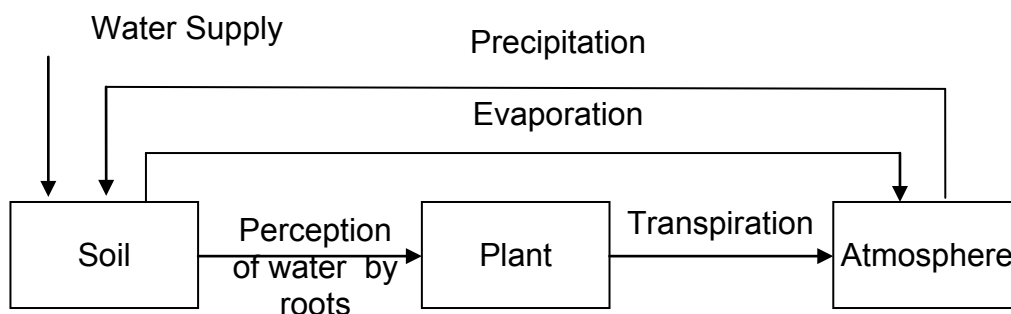 Water Supply
Precipitation
Evaporation
Soil
Perception
of water by
roots
Plant
Transpiration
Atmosphere